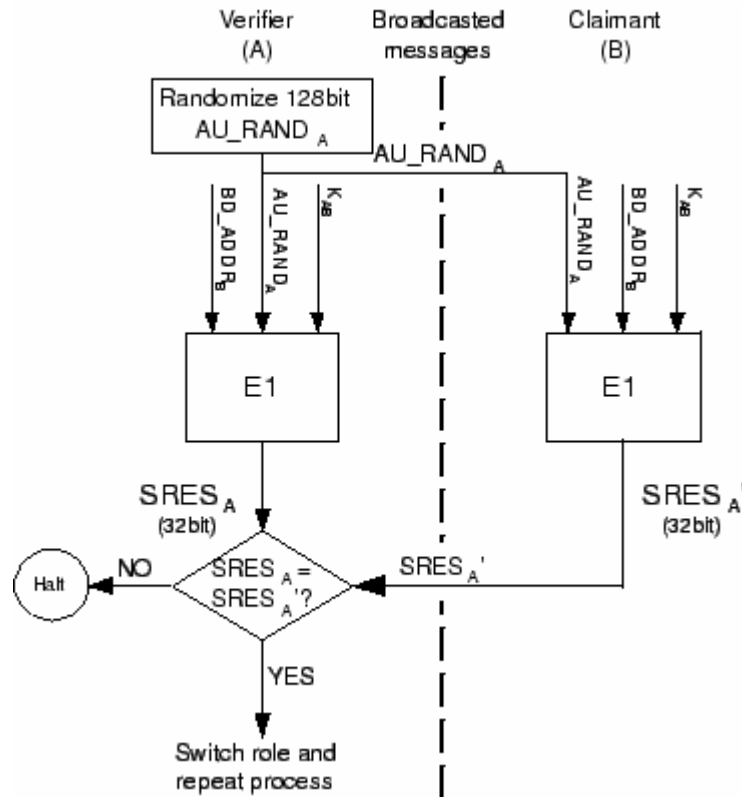 Verifier
(A)
Broadcasted
messages
Claimant
(B)
Randomize 128bit
AU_RAND A
AU_RAND A
BD_ADDR B
AU_RAND A
K AB
AU_RAND A
BD_ADDR B
K AB
E1
E1
SRES A
(32bit)
SRES A'
(32bit)
SRES A =
SRES A'?
NO
Halt
SRES A'
YES
Switch role and
repeat process